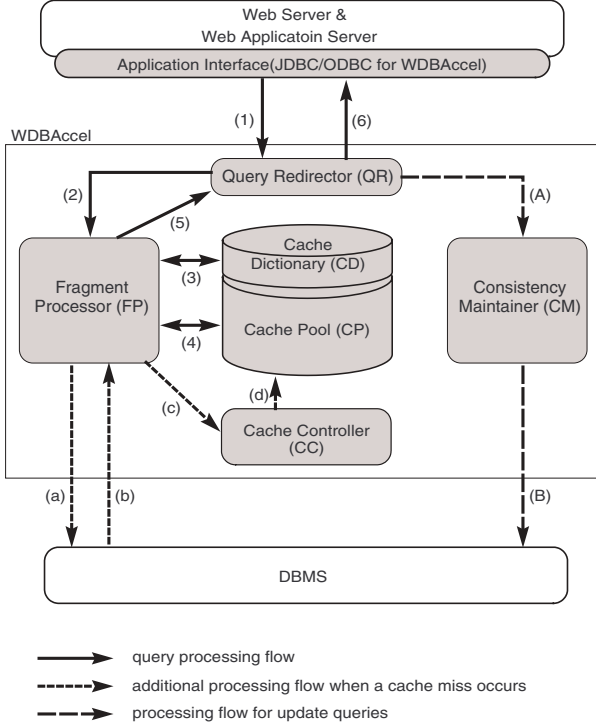 Web Server &
Web Applicatoin Server
Application Interface(JDBC/ODBC for WDBAccel)
(1)
(6)
WDBAccel
Query Redirector (QR)
(2)
(5)
(A)
Cache
Dictionary (CD)
(3)
Fragment
Processor (FP)
Consistency
Maintainer (CM)
Cache Pool (CP)
(4)
(c)
(d)
Cache Controller
(CC)
(a)
(b)
(B)
DBMS
query processing flow
additional processing flow when a cache miss occurs
processing flow for update queries